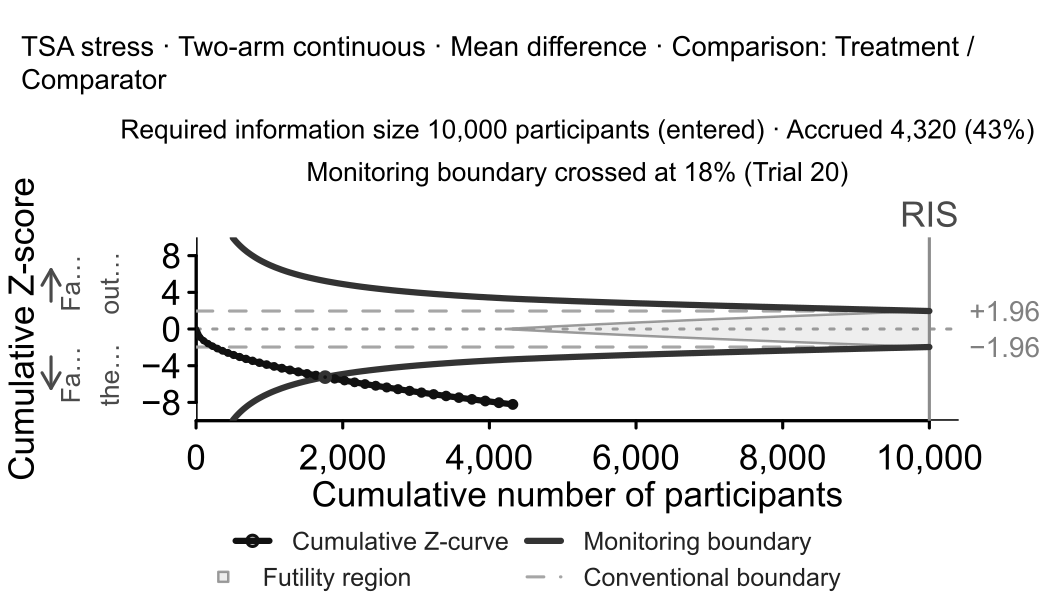 TSA stress · Two-arm continuous · Mean difference · Comparison: Treatment /
Comparator
Required information size 10,000 participants (entered) · Accrued 4,320 (43%)
Monitoring boundary crossed at 18% (Trial 20)
RIS
Cumulative Z-score
Fa…
out…
Fa…
the…
8
4
0
−4
−8
+1.96
−1.96
0 2,000 4,000 6,000 8,000 10,000
Cumulative number of participants
Cumulative Z-curve Monitoring boundary
Futility region Conventional boundary